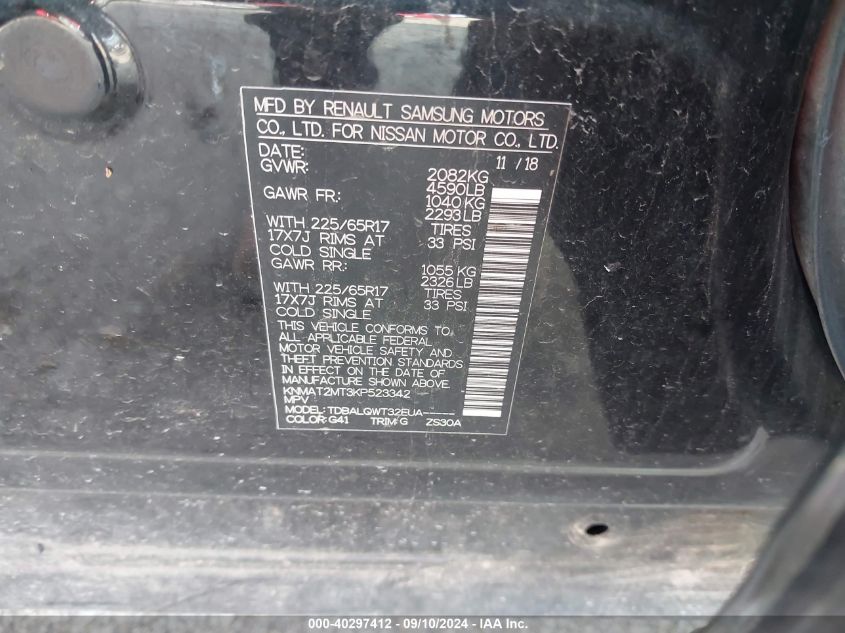 MFD BY RENAULT SAMSUNG MOTORS
CO., LTD. FOR NISSAN MOTOR CO., LTD.
DATE: 11 / 18
GVWR: 2082KG
4590LB
GAWR FR: 1040 KG
2293LB
WITH 225/65R17 TIRES
17X7J RIMS AT 33 PSI
COLD SINGLE
GAWR RR: 1055 KG
2326LB
WITH 225/65R17 TIRES
17X7J RIMS AT 33 PSI
COLD SINGLE
THIS VEHICLE CONFORMS TO
ALL APPLICABLE FEDERAL
MOTOR VEHICLE SAFETY AND
THEFT PREVENTION STANDARDS
IN EFFECT ON THE DATE OF
MANUFACTURE SHOWN ABOVE.
KNMAT2MT3KP523342
MPV
MODEL: TDBALQWT32EUA-----
COLOR: G41 TRIM: G ZS30A
000-40297412 - 09/10/2024 - IAA Inc.